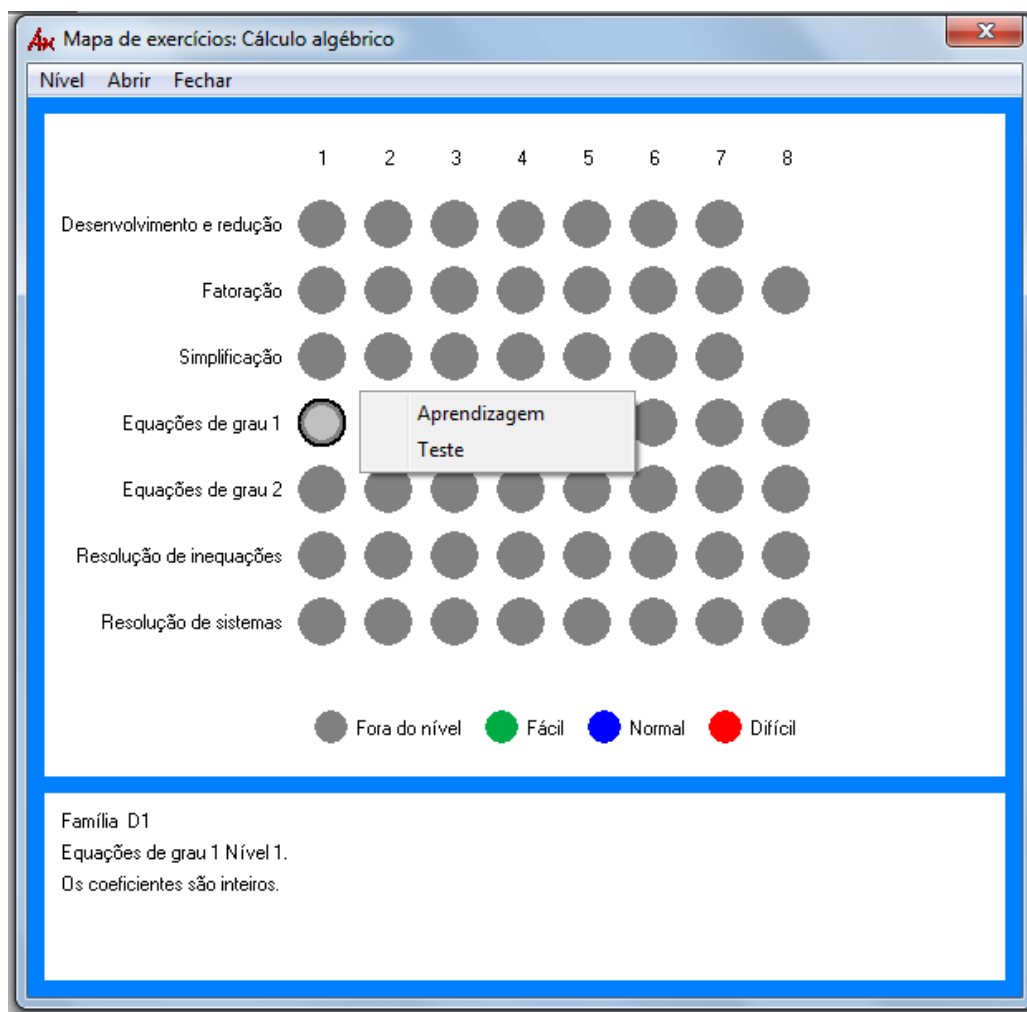 Ax Mapa de exercícios: Cálculo algébrico
x
Nível Abrir Fechar
1 2 3 4 5 6 7 8
Desenvolvimento e redução
Fatoração
Simplificação
Equações de grau 1
Aprendizagem
Teste
Equações de grau 2
Resolução de inequações
Resolução de sistemas
Fora do nível Fácil Normal Difícil
Família D1
Equações de grau 1 Nível 1.
Os coeficientes são inteiros.